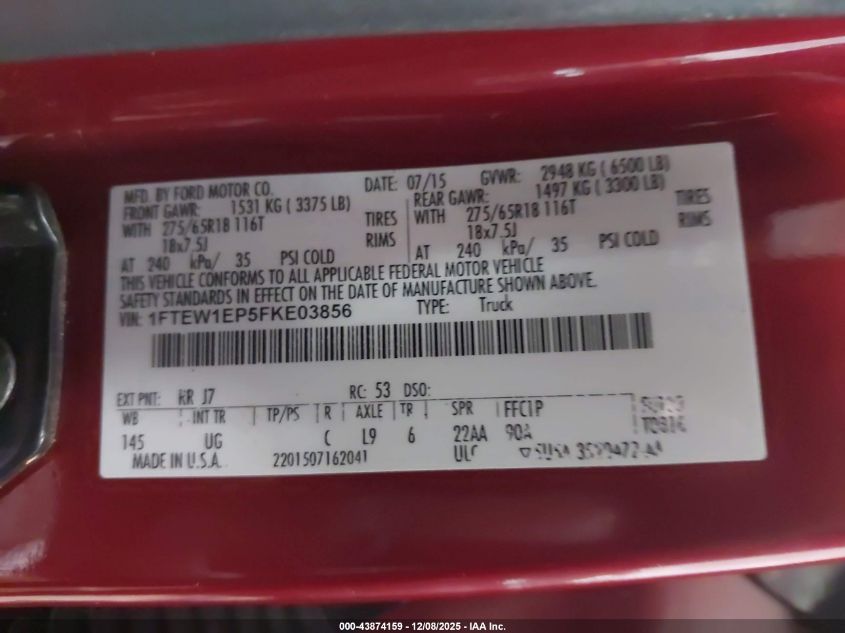 MFD. BY FORD MOTOR CO. DATE: 07/15 GVWR: 2948 KG ( 6500 LB)
FRONT GAWR: 1531 KG ( 3375 LB) REAR GAWR: 1497 KG ( 3300 LB)
WITH 275/65R18 116T TIRES WITH 275/65R18 116T TIRES
18x7.5J RIMS 18x7.5J RIMS
AT 240 kPa/ 35 PSI COLD AT 240 kPa/ 35 PSI COLD
THIS VEHICLE CONFORMS TO ALL APPLICABLE FEDERAL MOTOR VEHICLE
SAFETY STANDARDS IN EFFECT ON THE DATE OF MANUFACTURE SHOWN ABOVE.
VIN: 1FTEW1EP5FKE03856 TYPE: Truck
EXT PNT: RR J7 RC: 53 DSO:
WB INT TR TP/PS R AXLE TR SPR FFC1P
145 UG C L9 6 22AA 90A
MADE IN U.S.A. 2201507162041 ULC
000-43874159 - 12/08/2025 - IAA Inc.